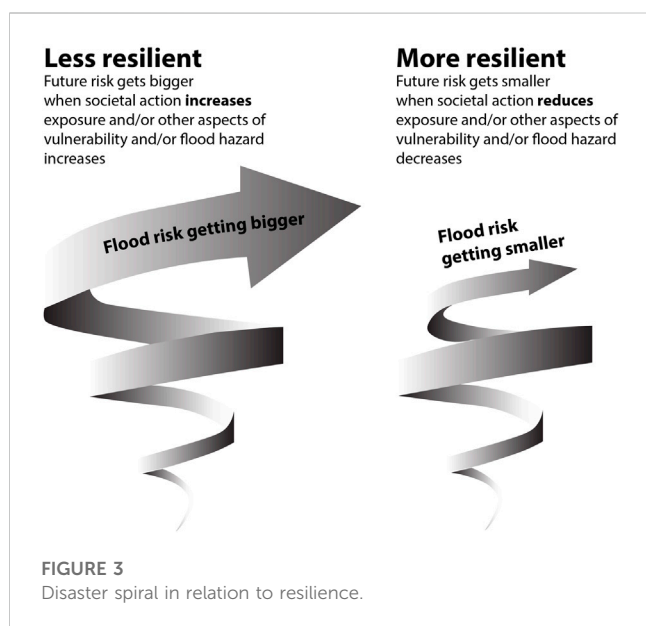 Less resilient
Future risk gets bigger
when societal action increases
exposure and/or other aspects of
vulnerability and/or flood hazard
increases
More resilient
Future risk gets smaller
when societal action reduces
exposure and/or other aspects of
vulnerability and/or flood hazard
decreases
Flood risk getting bigger
Flood risk
getting smaller
FIGURE 3
Disaster spiral in relation to resilience.